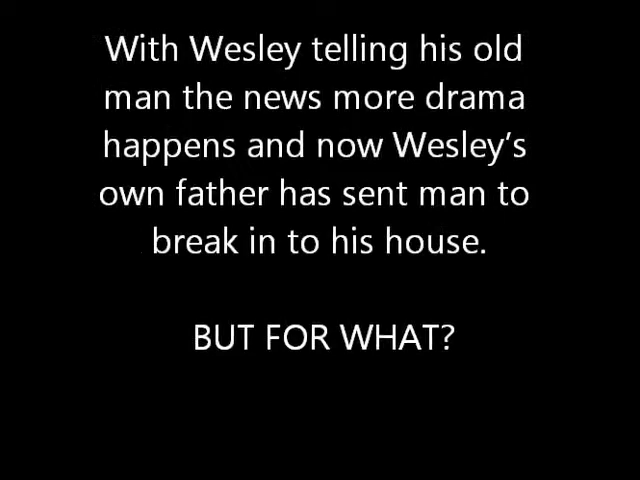 With Wesley telling his old
man the news more drama
happens and now Wesley’s
own father has sent man to
break in to his house.
BUT FOR WHAT?